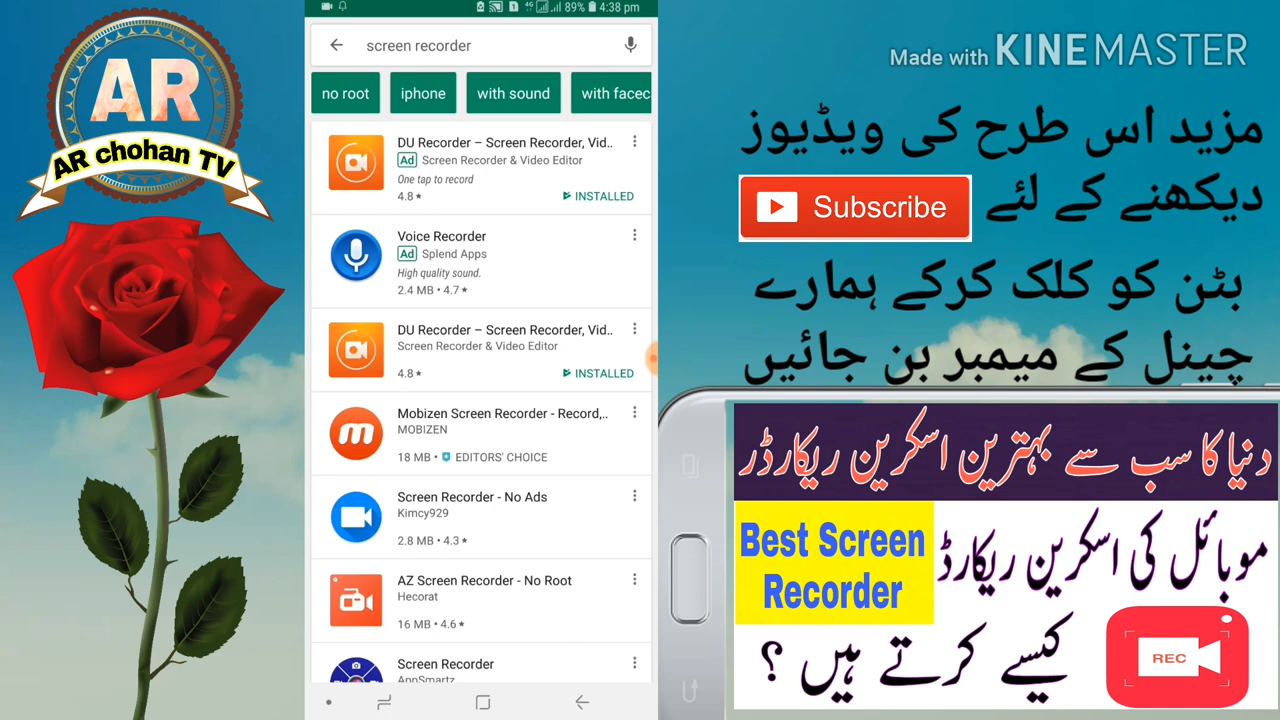 AR
AR chohan TV
89% 4:38 pm
screen recorder
no root
iphone
with sound
with facec
DU Recorder – Screen Recorder, Vid..
Ad Screen Recorder & Video Editor
One tap to record
4.8 ★
INSTALLED
Voice Recorder
Ad Splend Apps
High quality sound.
2.4 MB • 4.7 ★
DU Recorder – Screen Recorder, Vid..
Screen Recorder & Video Editor
4.8 ★
INSTALLED
Mobizen Screen Recorder - Record,..
MOBIZEN
18 MB • EDITORS' CHOICE
Screen Recorder - No Ads
Kimcy929
2.8 MB • 4.3 ★
AZ Screen Recorder - No Root
Hecorat
16 MB • 4.6 ★
Screen Recorder
AppSmartz
Made with KINEMASTER
مزید اس طرح کی ویڈیوز
دیکھنے کے لئے Subscribe
بٹن کو کلک کرکے ہمارے
چینل کے میمبر بن جائیں
دنیا کا سب سے بہترین اسکرین ریکارڈر
Best Screen
Recorder
موبائل کی اسکرین ریکارڈ
کیسے کرتے ہیں ؟
REC